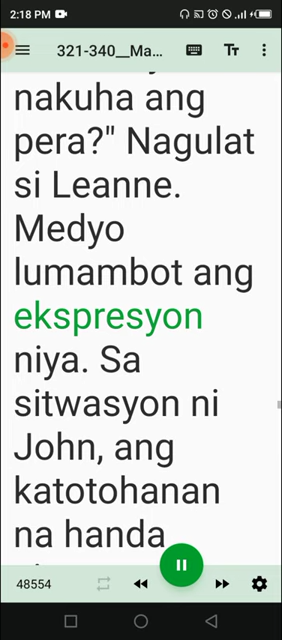 2:18 PM
321-340__Ma...
nakuha ang
pera?" Nagulat
si Leanne.
Medyo
lumambot ang
ekspresyon
niya. Sa
sitwasyon ni
John, ang
katotohanan
na handa
48554